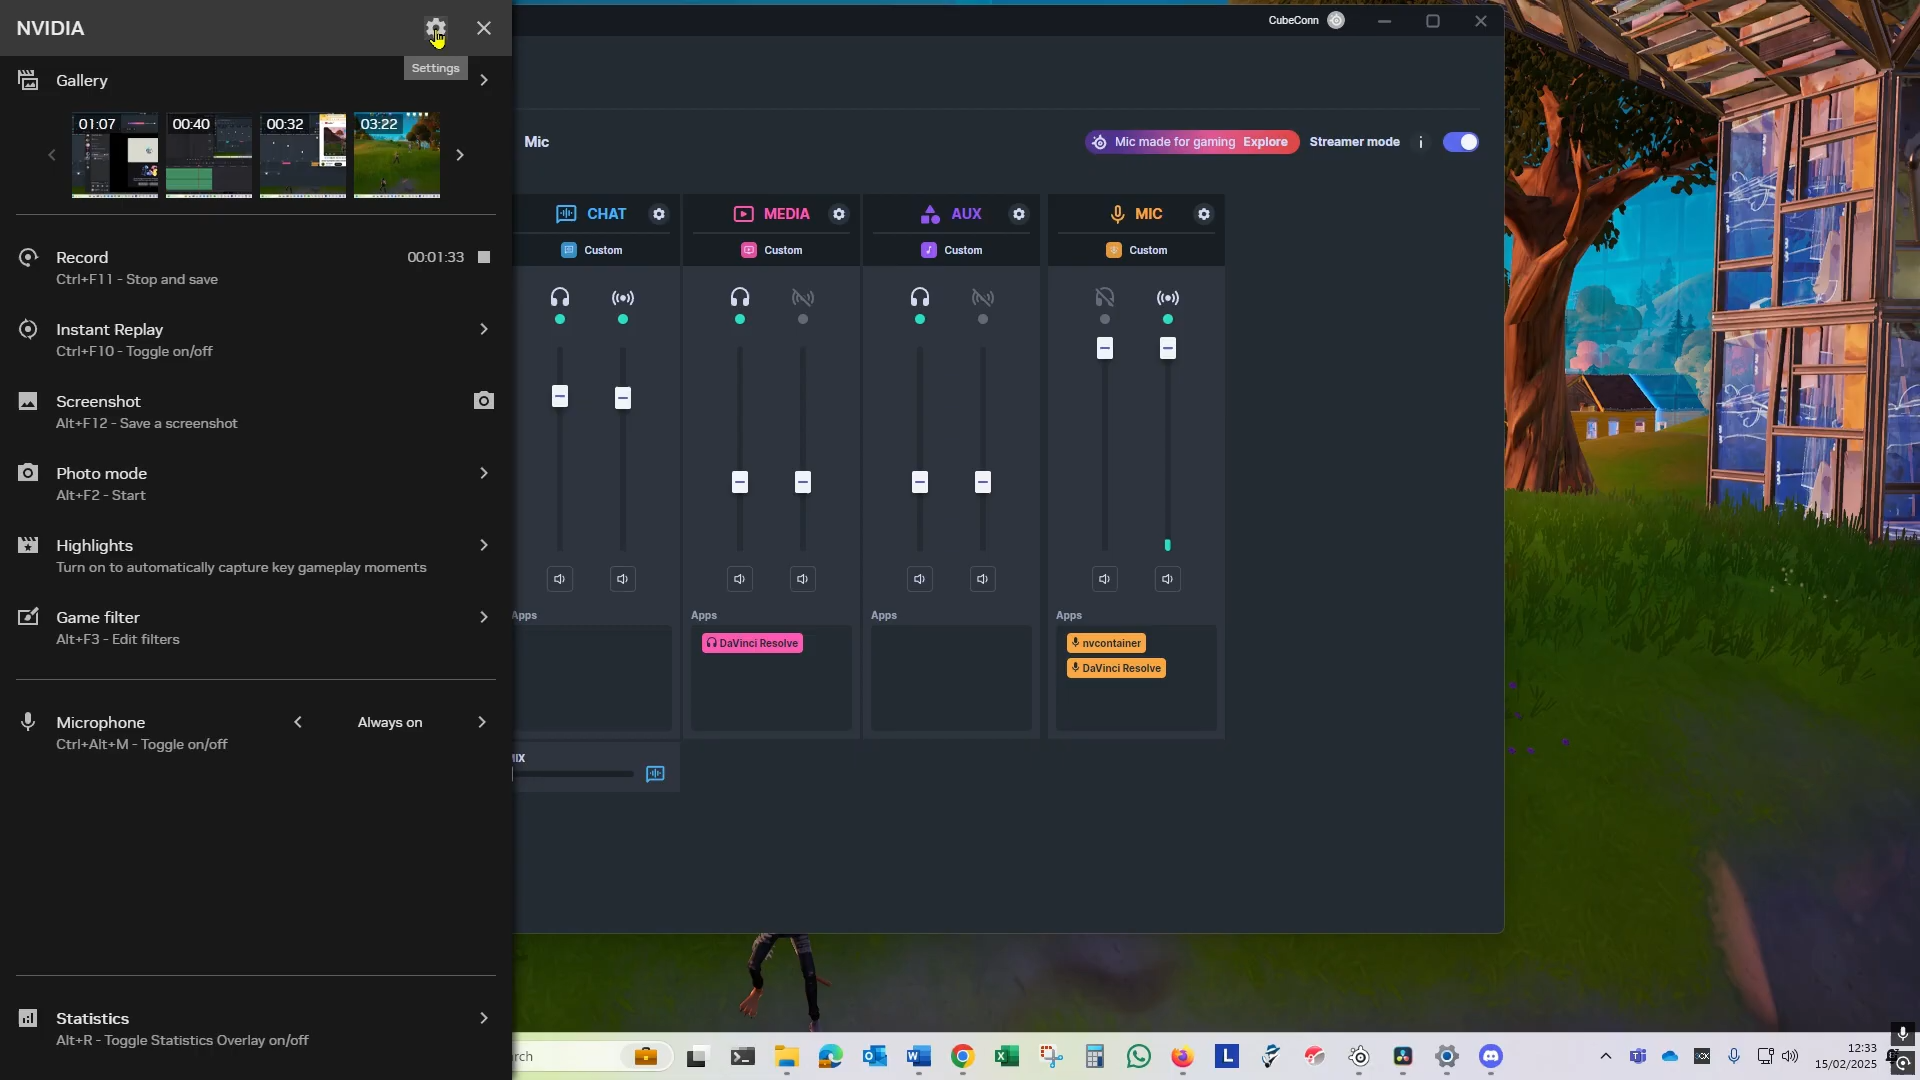 NVIDIA
Settings
Gallery
01:07
00:40
00:32
03:22
Record
00:01:33
Ctrl+F11 - Stop and save
Instant Replay
Ctrl+F10 - Toggle on/off
Screenshot
Alt+F12 - Save a screenshot
Photo mode
Alt+F2 - Start
Highlights
Turn on to automatically capture key gameplay moments
Game filter
Alt+F3 - Edit filters
Microphone
Always on
Ctrl+Alt+M - Toggle on/off
Statistics
Alt+R - Toggle Statistics Overlay on/off
CubeConn
Mic
Mic made for gaming Explore
Streamer mode
CHAT
MEDIA
AUX
MIC
Custom
Custom
Custom
Custom
Apps
Apps
Apps
Apps
DaVinci Resolve
nvcontainer
DaVinci Resolve
MIX
rch
12:33
15/02/2025